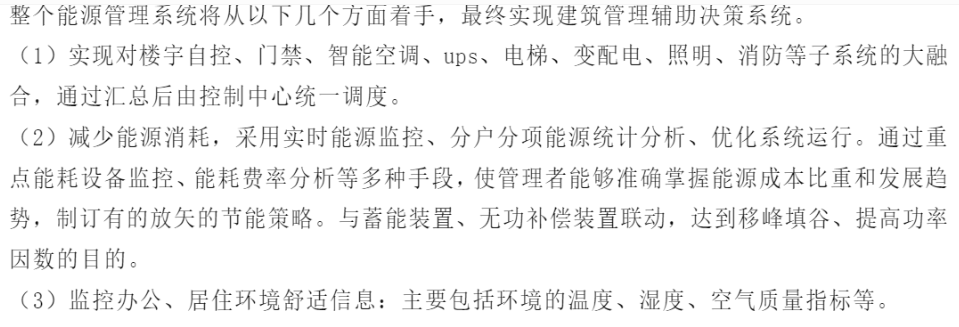 整个能源管理系统将从以下几个方面着手，最终实现建筑管理辅助决策系统。
（1）实现对楼宇自控、门禁、智能空调、ups、电梯、变配电、照明、消防等子系统的大融
合，通过汇总后由控制中心统一调度。
（2）减少能源消耗，采用实时能源监控、分户分项能源统计分析、优化系统运行。通过重
点能耗设备监控、能耗费率分析等多种手段，使管理者能够准确掌握能源成本比重和发展趋
势，制订有的放矢的节能策略。与蓄能装置、无功补偿装置联动，达到移峰填谷、提高功率
因数的目的。
（3）监控办公、居住环境舒适信息：主要包括环境的温度、湿度、空气质量指标等。